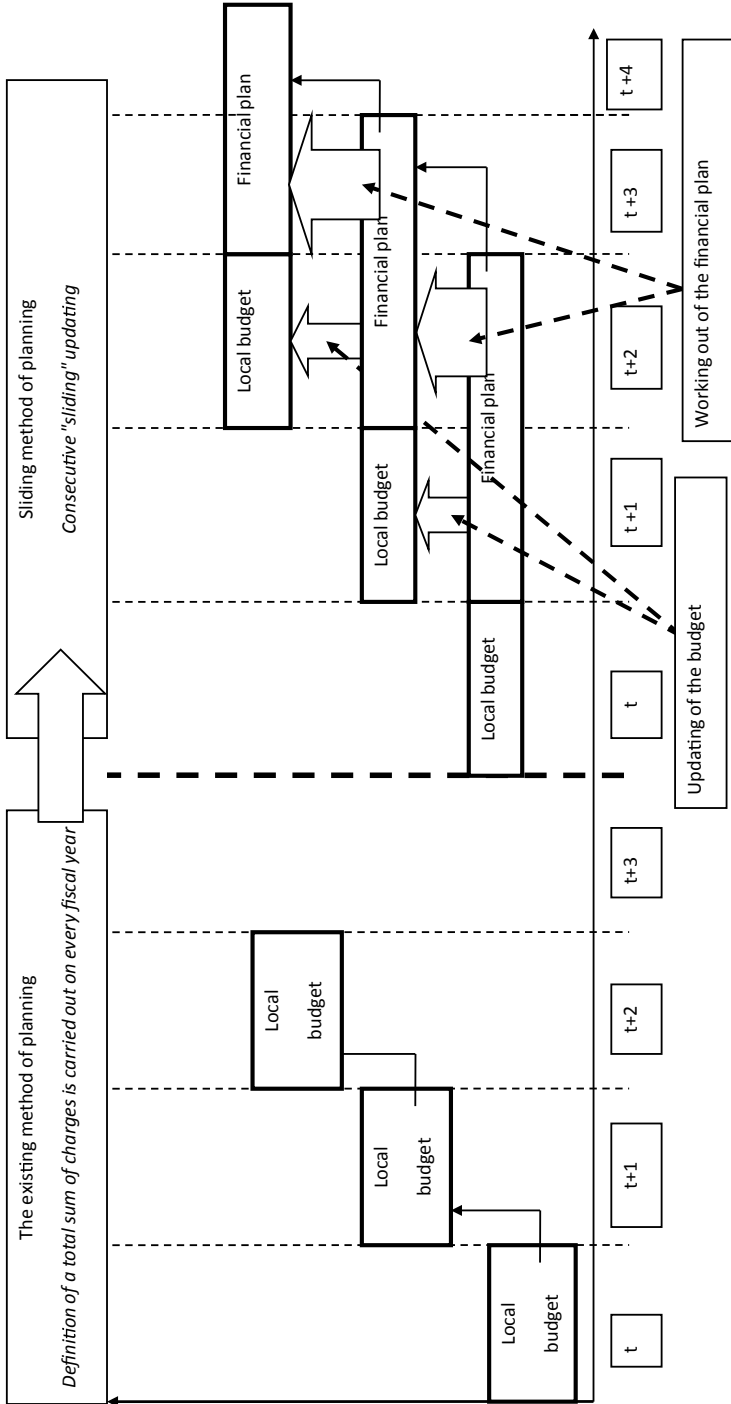 The existing method of planning
Definition of a total sum of charges is carried out on every fiscal year
Sliding method of planning
Consecutive "sliding" updating
Local
budget
Local
budget
Local
budget
Local budget
Financial plan
Local budget
Financial plan
Local budget
Financial plan
t
t+1
t+2
t+3
t
t +1
t+2
t +3
t +4
Updating of the budget
Working out of the financial plan